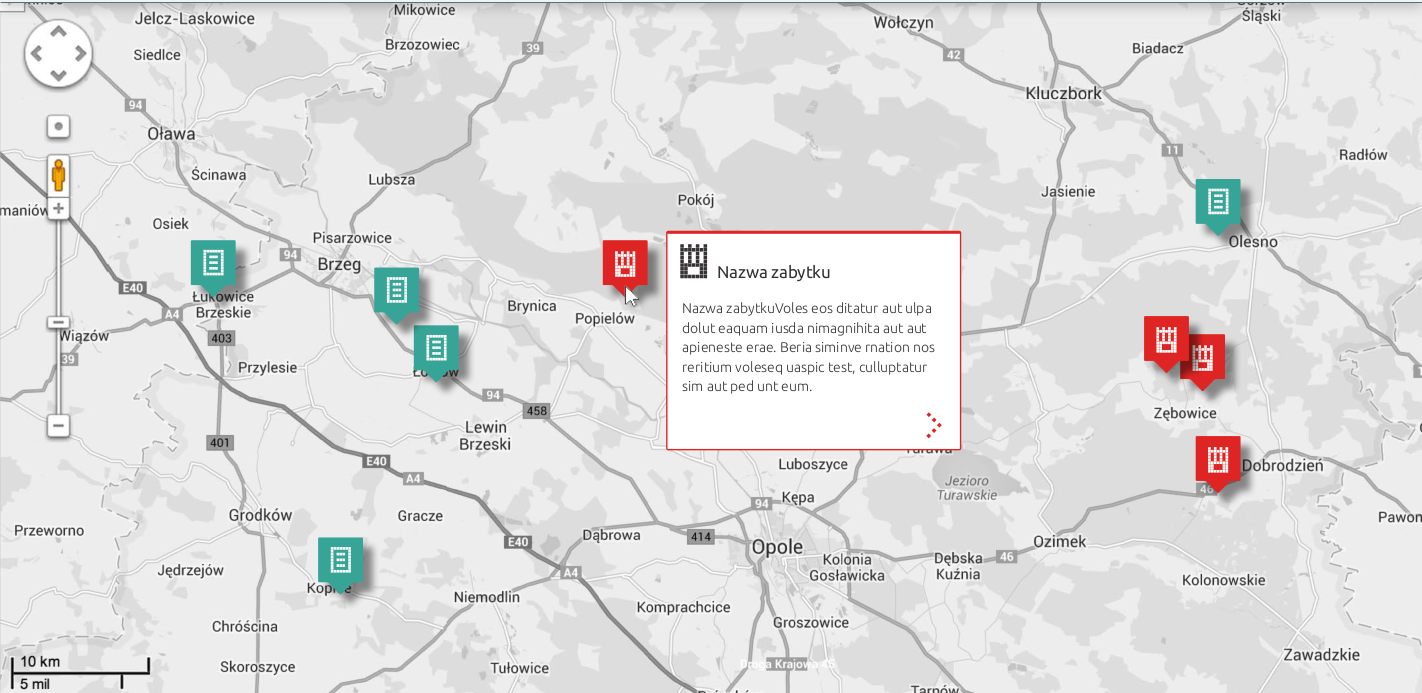 Jelcz-Laskowice
Mikowice
Wołczyn
Śląski
Siedlce
Brzozowiec
39
42
Biadacz
94
Kluczbork
Oława
11
Radłów
Ścinawa
Lubsza
Jasienie
Pokój
Osiek
Pisarzowice
Olesno
94
Brzeg
Nazwa zabytku
E40
Łukowice
Brzeskie
A4
Brynica
Popielów
Nazwa zabytkuVoles eos ditatur aut ulpa
dolut eaquam iusda nimagnihita aut aut
apieneste erae. Beria siminve rnation nos
reritium voleseq uaspic test, culluptatur
sim aut ped unt eum.
Wiązów
403
39
Przylesie
94
458
Zębowice
Lewin
Brzeski
401
E40
A4
Luboszyce
Dobrodzień
Jezioro
Turawskie
46
94
Kępa
Grodków
Gracze
Przeworno
Dąbrowa
414
E40
Opole
Ozimek
Kolonia
Gosławicka
Dębska
Kuźnia
46
Jędrzejów
A4
Kolonowskie
Niemodlin
Komprachcice
Groszowice
Chróścina
Zawadzkie
10 km
5 mil
Skoroszyce
Tułowice
Droga Krajowa 45
Tarnów